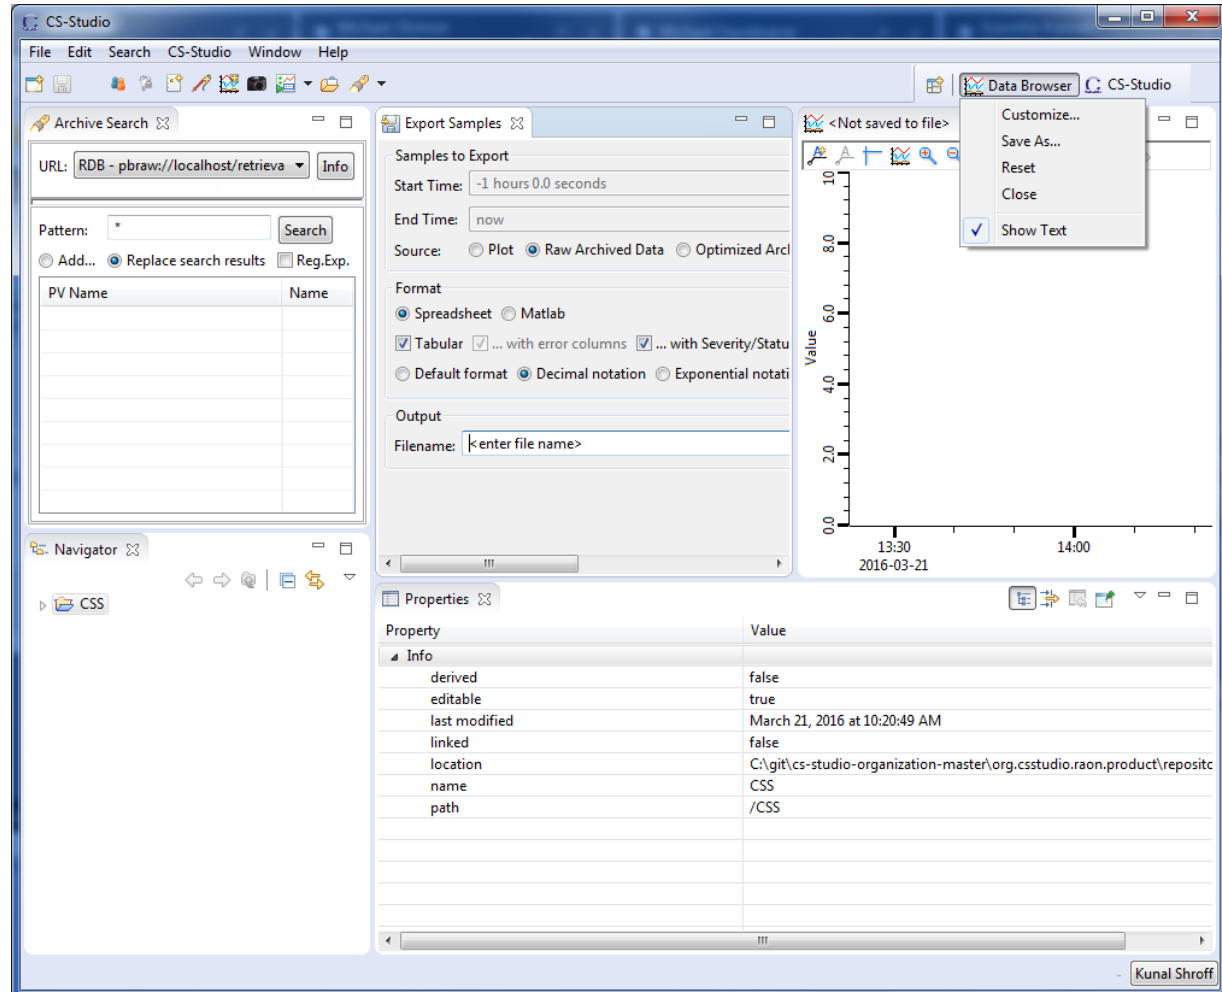 CS-Studio
File Edit Search CS-Studio Window Help
Data Browser CS-Studio
Customize...
Save As...
Reset
Close
Show Text
Archive Search
URL: RDB - pbraw://localhost/retrieva Info
Pattern: * Search
Add... Replace search results Reg.Exp.
PV Name Name
Navigator
CSS
Export Samples
Samples to Export
Start Time: -1 hours 0.0 seconds
End Time: now
Source: Plot Raw Archived Data Optimized Arcl
Format
Spreadsheet Matlab
Tabular ... with error columns ... with Severity/Statu
Default format Decimal notation Exponential notati
Output
Filename: <enter file name>
<Not saved to file>
10
8.0
6.0
Value
4.0
2.0
0.0
13:30 14:00
2016-03-21
Properties
Property Value
Info
derived false
editable true
last modified March 21, 2016 at 10:20:49 AM
linked false
location C:\git\cs-studio-organization-master\org.csstudio.raon.product\repositc
name CSS
path /CSS
Kunal Shroff